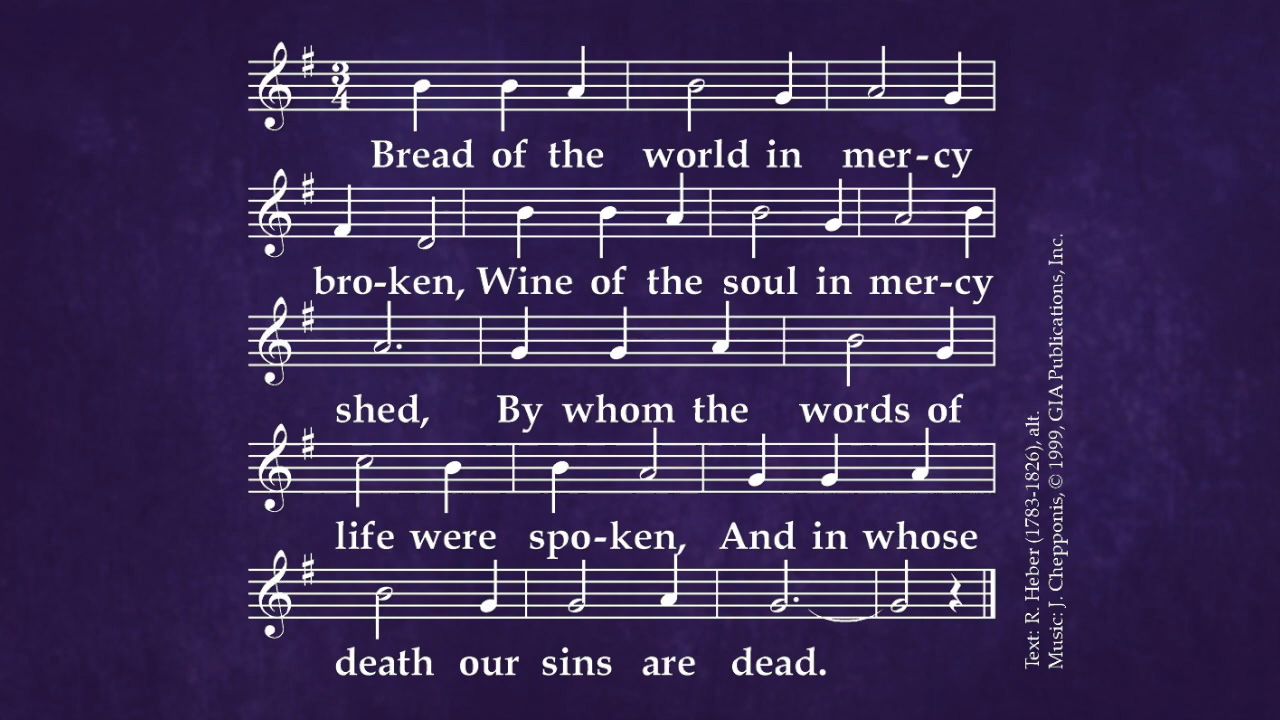 3
4
Bread of the world in mer-cy
bro-ken, Wine of the soul in mer-cy
shed, By whom the words of
life were spo-ken, And in whose
death our sins are dead.
Text: R. Heber (1783-1826), alt.
Music: J. Chepponis, © 1999, GIA Publications, Inc.